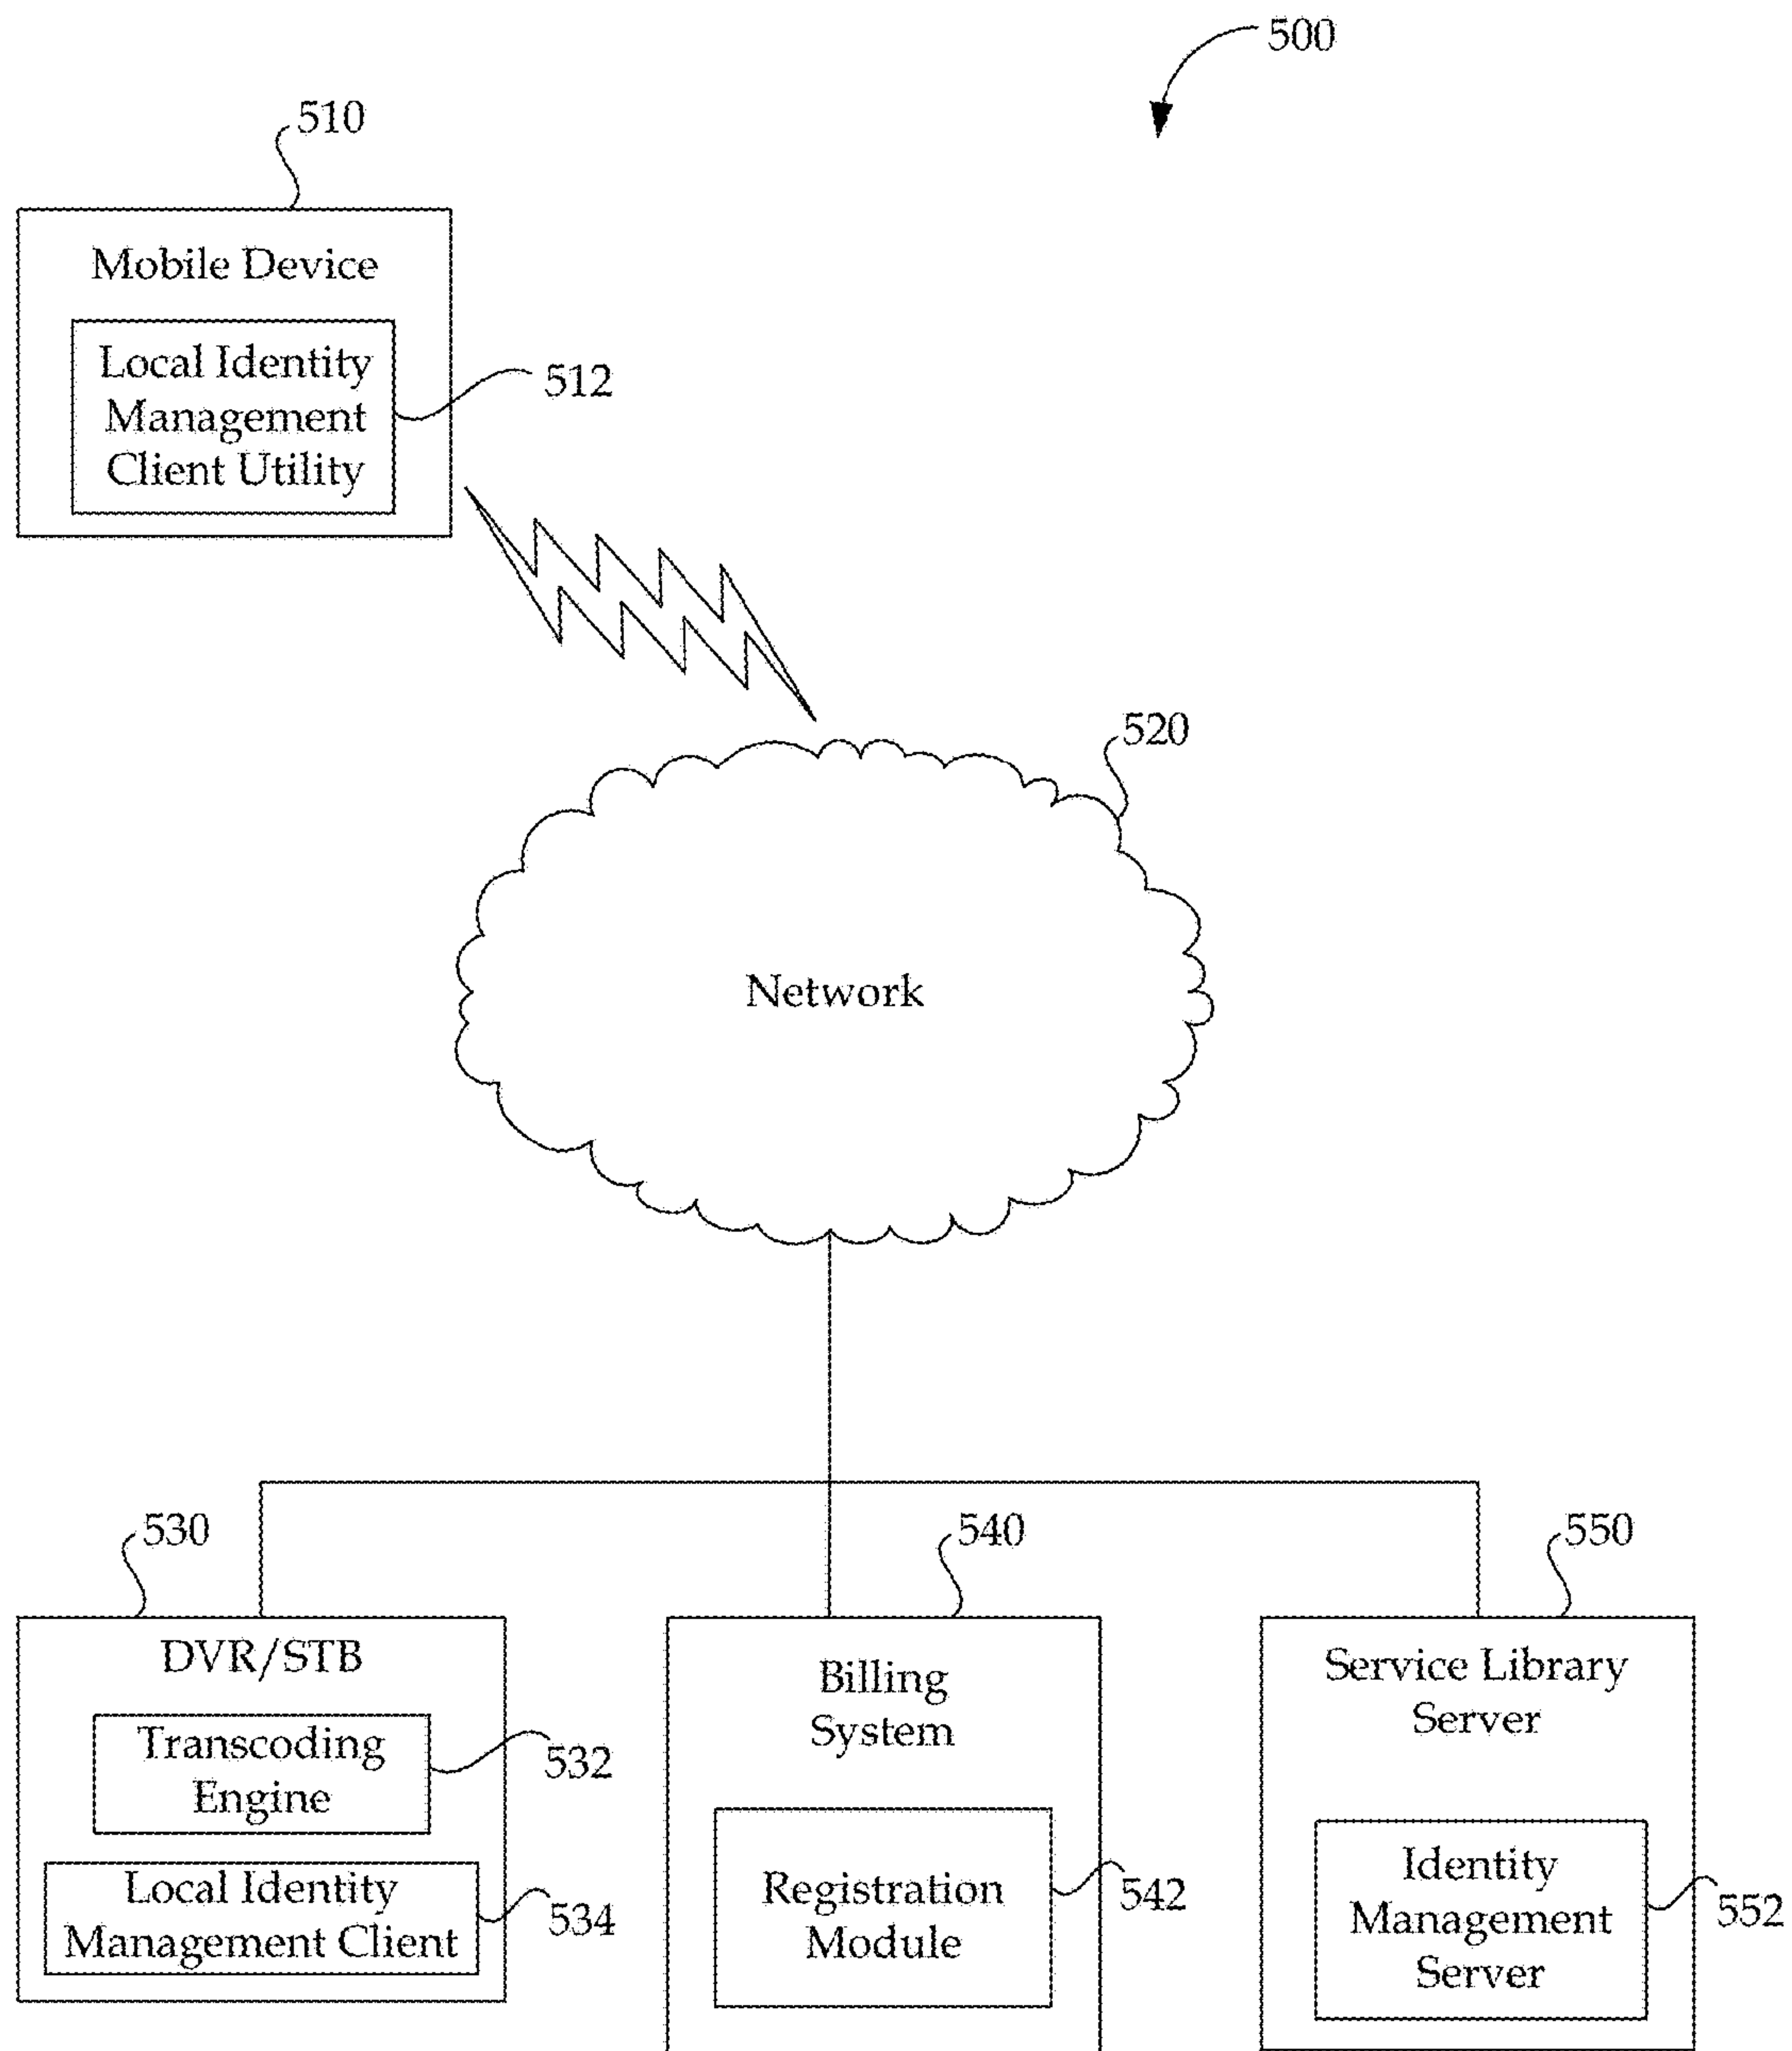 500
510
Mobile Device
Local Identity
Management
Client Utility
512
520
Network
530
540
550
DVR/STB
Transcoding
Engine
532
Local Identity
Management Client
534
Billing
System
Registration
Module
542
Service Library
Server
Identity
Management
Server
552